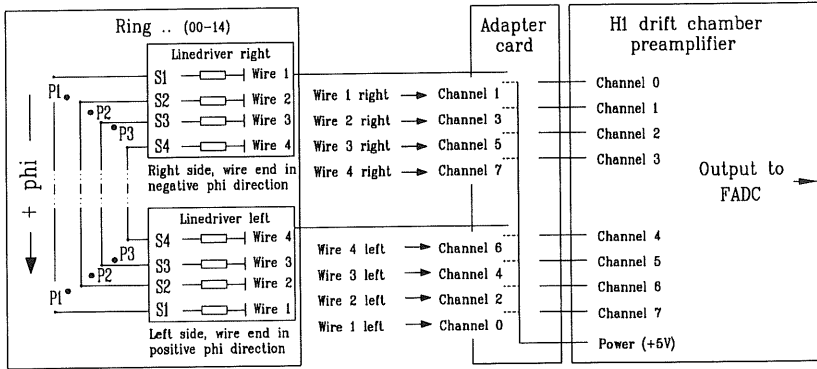 Ring .. (00-14)
Linedriver right
S1 Wire 1
S2 Wire 2
S3 Wire 3
S4 Wire 4
P1
P2
P3
Right side, wire end in
negative phi direction
+ phi
Linedriver left
S4 Wire 4
S3 Wire 3
S2 Wire 2
S1 Wire 1
P3
P2
P1
Left side, wire end in
positive phi direction
Wire 1 right Channel 1
Wire 2 right Channel 3
Wire 3 right Channel 5
Wire 4 right Channel 7
Wire 4 left Channel 6
Wire 3 left Channel 4
Wire 2 left Channel 2
Wire 1 left Channel 0
Adapter
card
H1 drift chamber
preamplifier
Channel 0
Channel 1
Channel 2
Channel 3
Output to
FADC
Channel 4
Channel 5
Channel 6
Channel 7
Power (+5V)